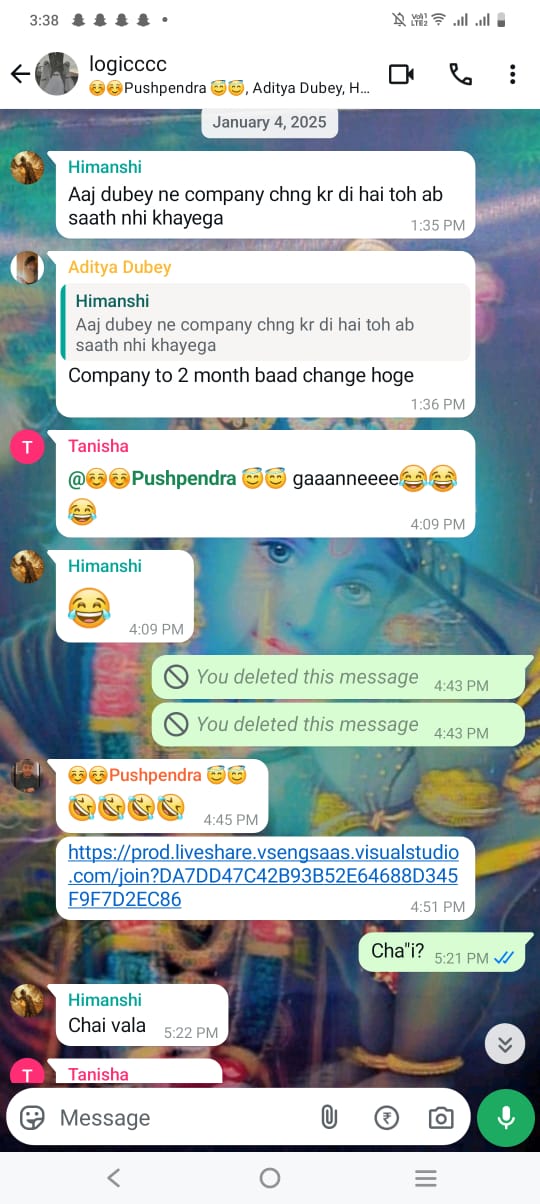 3:38
Vo)) LTE2
logicccc
☺️☺️Pushpendra 😇😇, Aditya Dubey, H...
January 4, 2025
Himanshi
Aaj dubey ne company chng kr di hai toh ab
saath nhi khayega
1:35 PM
Aditya Dubey
Himanshi
Aaj dubey ne company chng kr di hai toh ab
saath nhi khayega
Company to 2 month baad change hoge
1:36 PM
T
Tanisha
@☺️☺️Pushpendra 😇😇 gaaanneeee😂😂
😂
4:09 PM
Himanshi
😂
4:09 PM
You deleted this message 4:43 PM
You deleted this message 4:43 PM
☺️☺️Pushpendra 😇😇
🤣🤣🤣🤣 4:45 PM
https://prod.liveshare.vsengsaas.visualstudio
.com/join?DA7DD47C42B93B52E64688D345
F9F7D2EC86
4:51 PM
Cha"i? 5:21 PM
Himanshi
Chai vala 5:22 PM
T
Tanisha
Message
₹